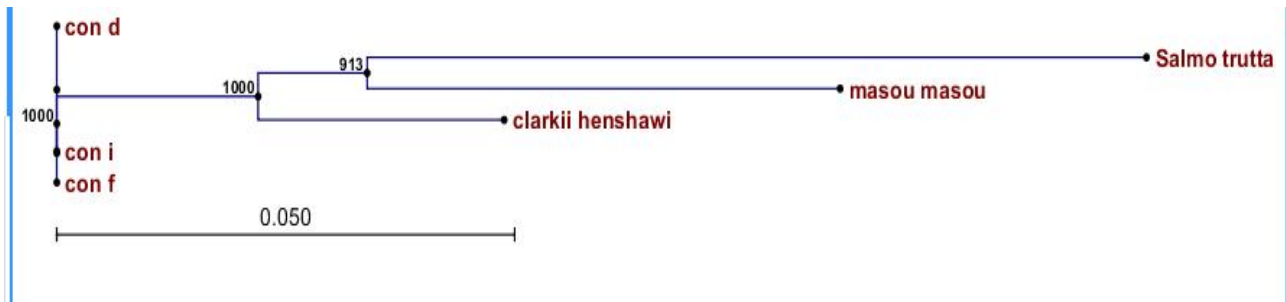 con d
913
Salmo trutta
1000
masou masou
1000
clarkii henshawi
con i
con f
0.050